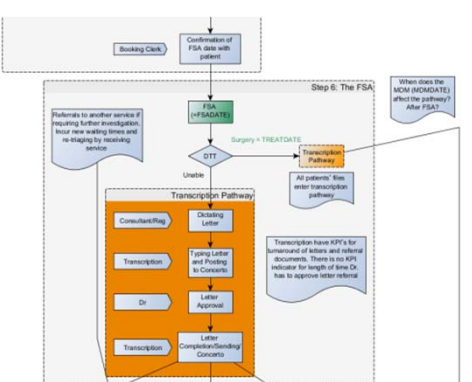 Confirmation of
FSA date with
patient
Booking Clerk
Step 6: The FSA
When does the
MDM (MDMDATE)
affect the pathway?
After FSA?
Referrals to another service if
requiring further investigation.
Incur new waiting times and
re-triaging by receiving
service
FSA
(=FSADATE)
Surgery = TREATDATE
DTT
Transcription
Pathway
Unable
All patients' files
enter transcription
pathway
Transcription Pathway
Consultant/Reg
Dictating
Letter
Transcription
Typing Letter
and Posting
to Concerto
Transcription have KPI's for
turnaround of letters and referral
documents. There is no KPI
indicator for length of time Dr.
has to approve letter referral
Dr
Letter
Approval
Transcription
Letter
Completion/Sending/
Concerto